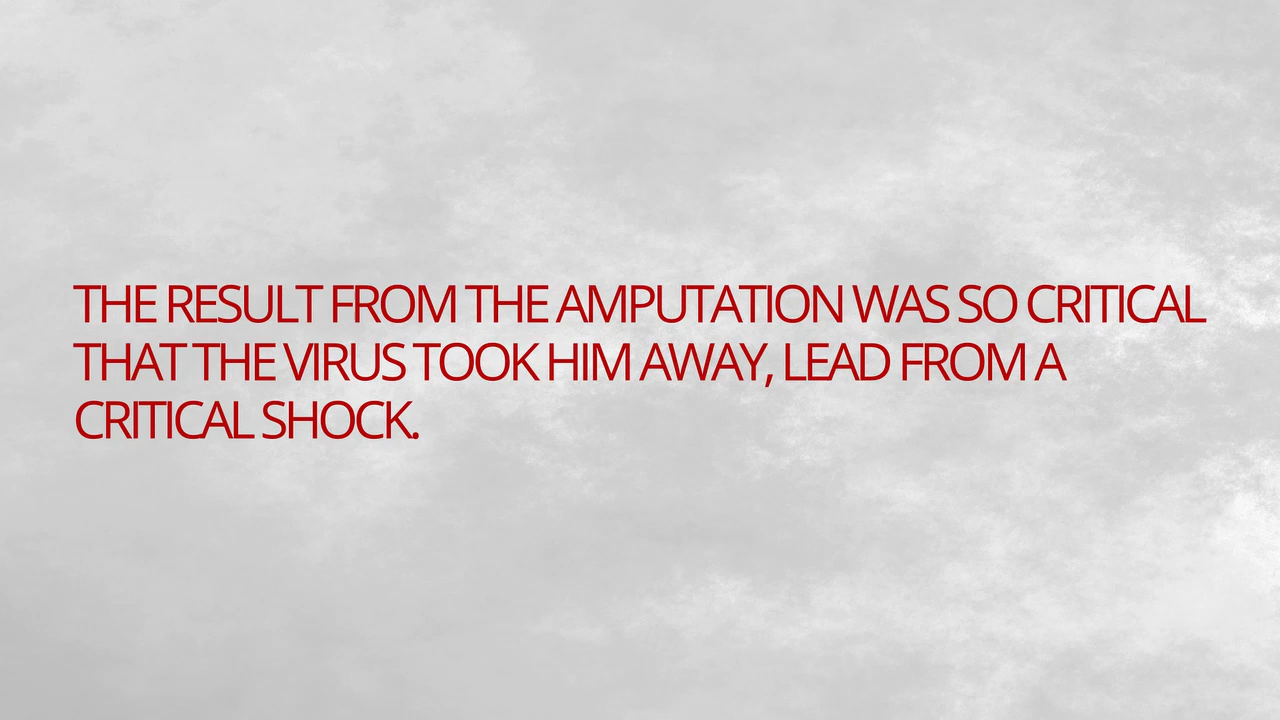 THE RESULT FROM THE AMPUTATION WAS SO CRITICAL
THAT THE VIRUS TOOK HIM AWAY, LEAD FROM A
CRITICAL SHOCK.